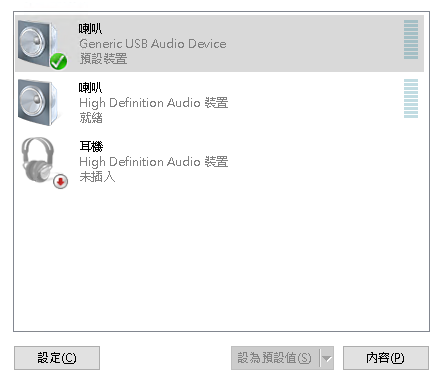 喇叭
Generic USB Audio Device
預設裝置
喇叭
High Definition Audio 裝置
就緒
耳機
High Definition Audio 裝置
未插入
設定(C)
設為預設值(S)
內容(P)